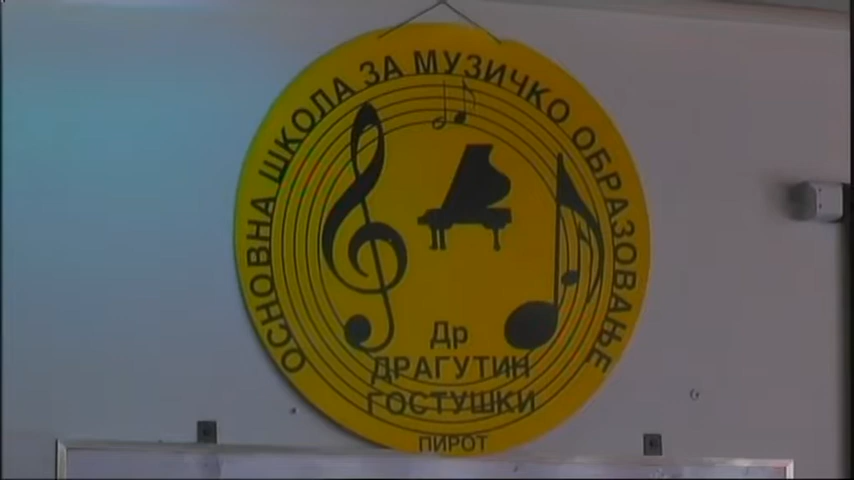 ОСНОВНА ШКОЛА ЗА МУЗИЧКО ОБРАЗОВАЊЕ
Др
ДРАГУТИН
ГОСТУШКИ
ПИРОТ